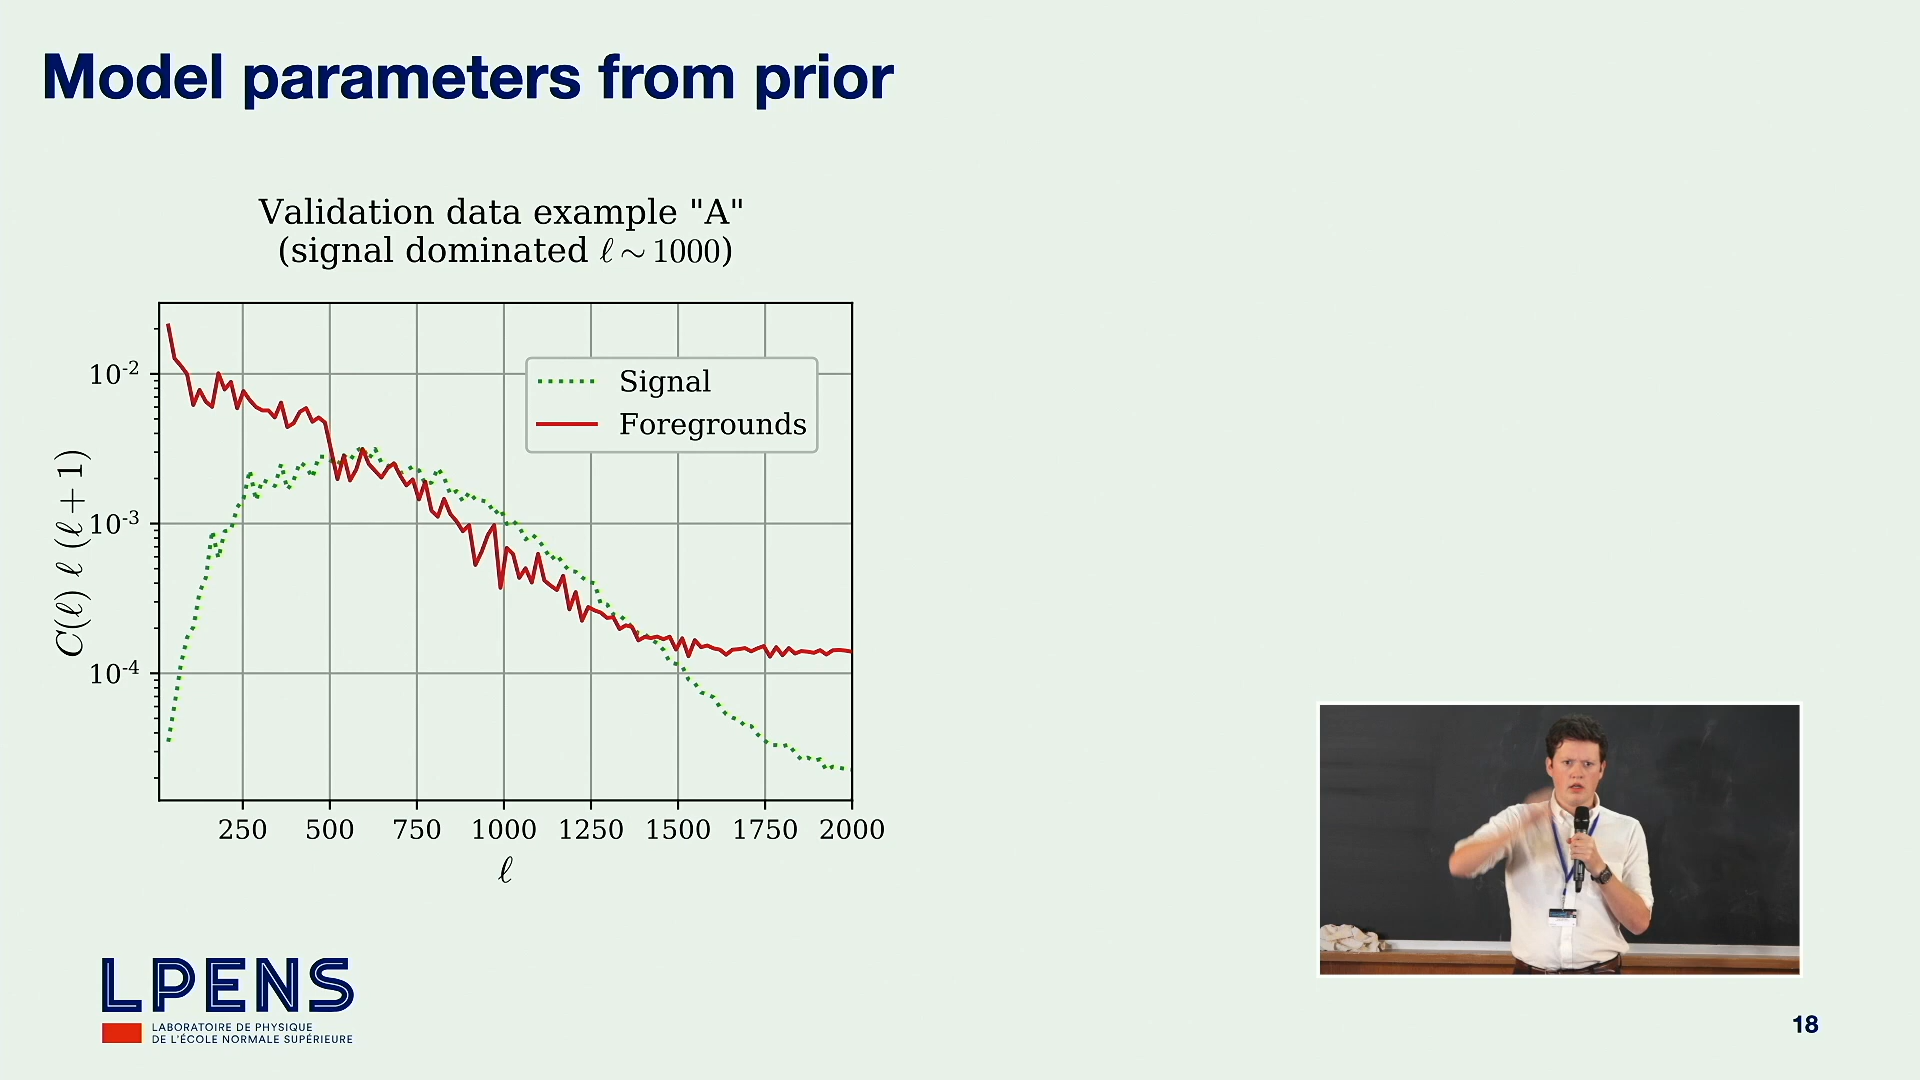 Model parameters from prior
Validation data example "A"
(signal dominated ℓ ~ 1000)
Signal
Foregrounds
10⁻²
10⁻³
10⁻⁴
C(ℓ) ℓ (ℓ + 1)
250 500 750 1000 1250 1500 1750 2000
ℓ
LPENS
LABORATOIRE DE PHYSIQUE
DE L'ÉCOLE NORMALE SUPÉRIEURE
18